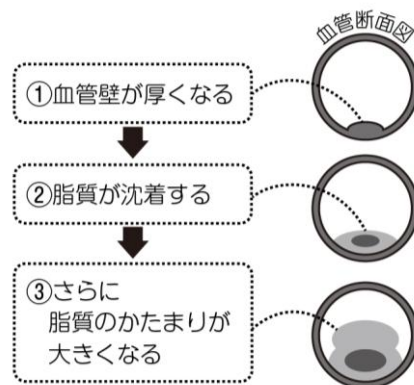 血管断面図
①血管壁が厚くなる
②脂質が沈着する
③さらに
脂質のかたまりが
大きくなる